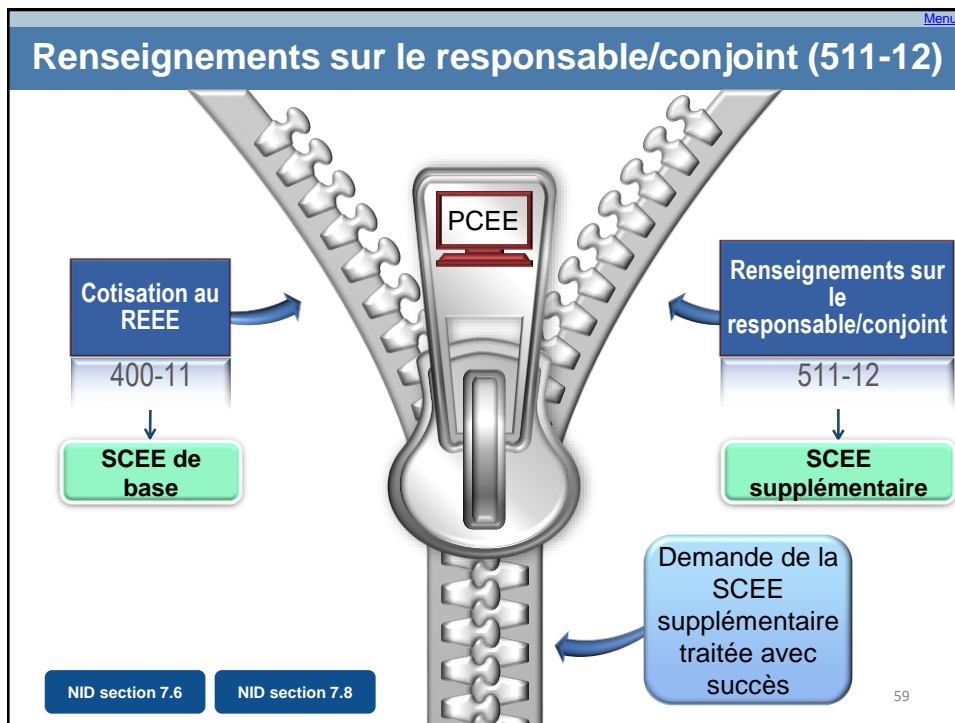 Menu
Renseignements sur le responsable/conjoint (511-12)
PCEE
Cotisation au
REEE
400-11
SCEE de
base
Renseignements sur
le
responsable/conjoint
511-12
SCEE
supplémentaire
Demande de la
SCEE
supplémentaire
traitée avec
succès
NID section 7.6
NID section 7.8
59